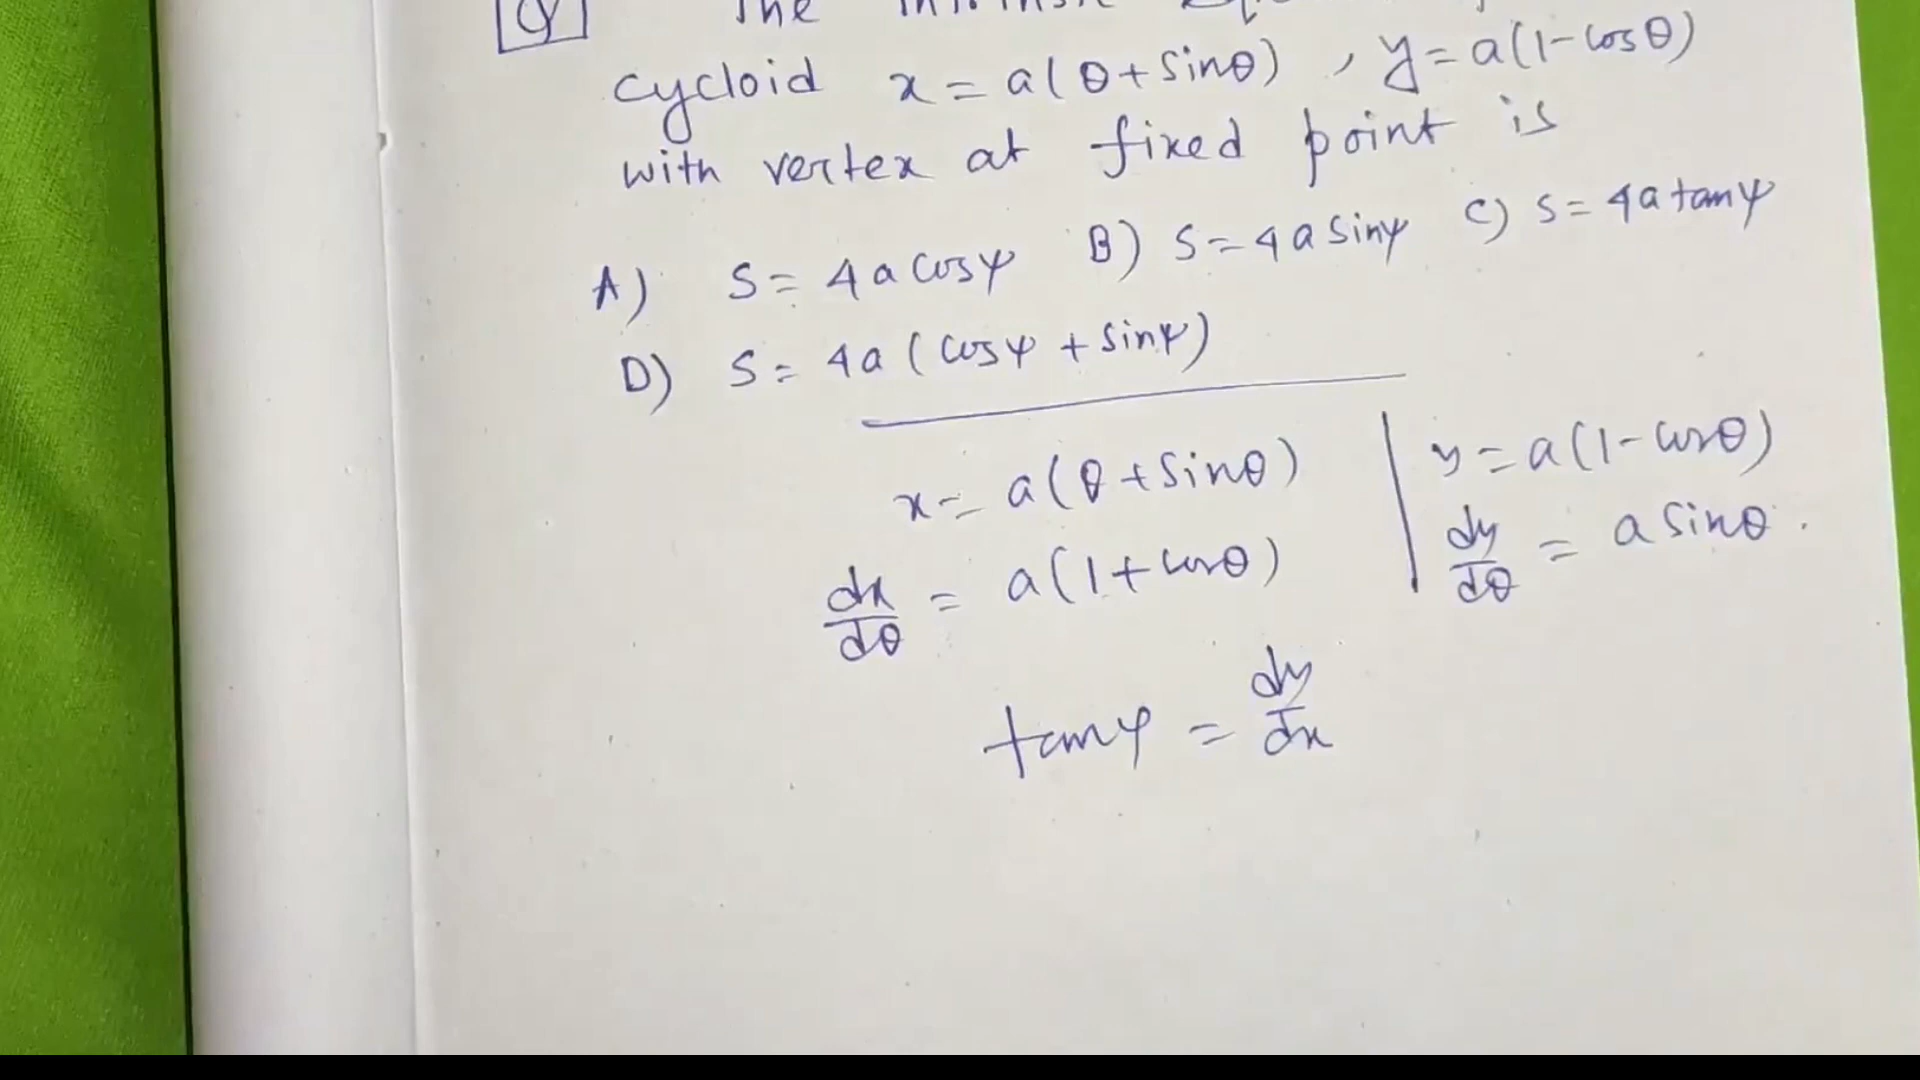 The
cycloid x = a(θ + sinθ) , y = a(1 - cosθ)
with vertex at fixed point is
A) S = 4a cosψ B) S = 4a sinψ C) S = 4a tanψ
D) S = 4a (cosψ + sinψ)
x = a(θ + sinθ) | y = a(1 - cosθ)
dx/dθ = a(1 + cosθ) | dy/dθ = a sinθ .
tanψ = dy/dx